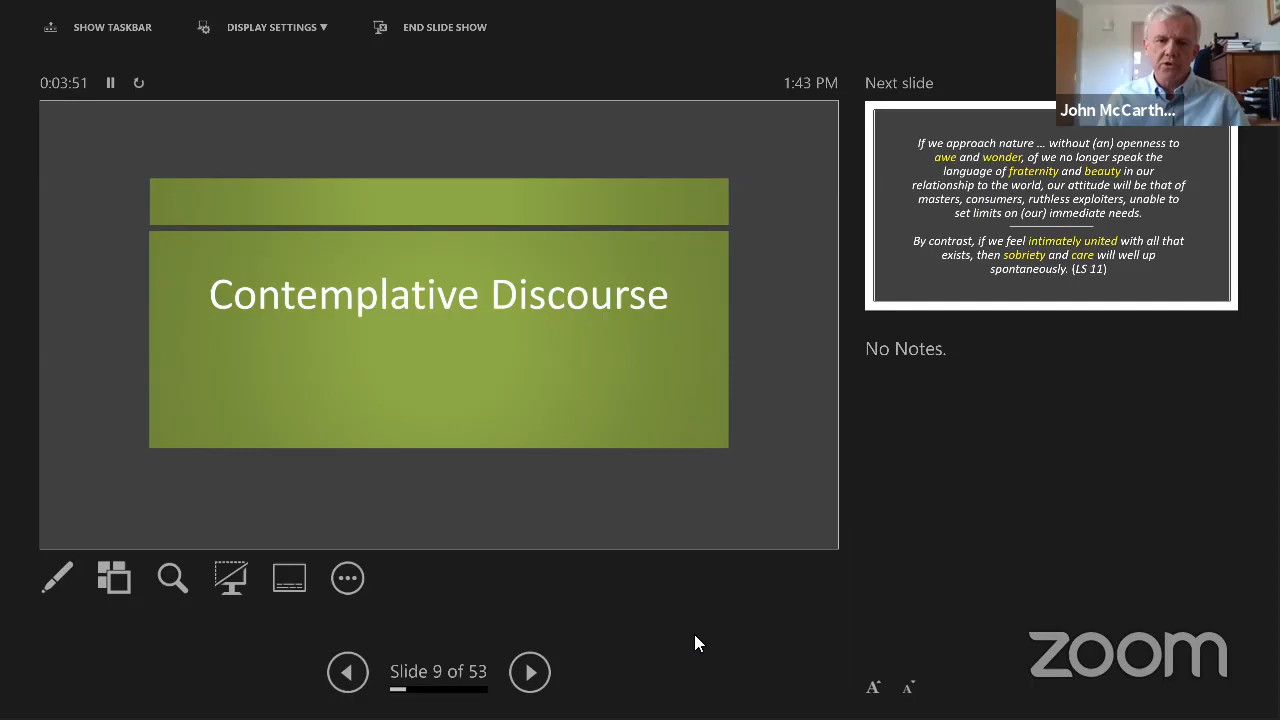 SHOW TASKBAR
DISPLAY SETTINGS ▼
END SLIDE SHOW
0:03:51
1:43 PM
Next slide
John McCarth...
Contemplative Discourse
If we approach nature ... without (an) openness to
awe and wonder, of we no longer speak the
language of fraternity and beauty in our
relationship to the world, our attitude will be that of
masters, consumers, ruthless exploiters, unable to
set limits on (our) immediate needs.
By contrast, if we feel intimately united with all that
exists, then sobriety and care will well up
spontaneously. (LS 11)
No Notes.
Slide 9 of 53
A A
zoom